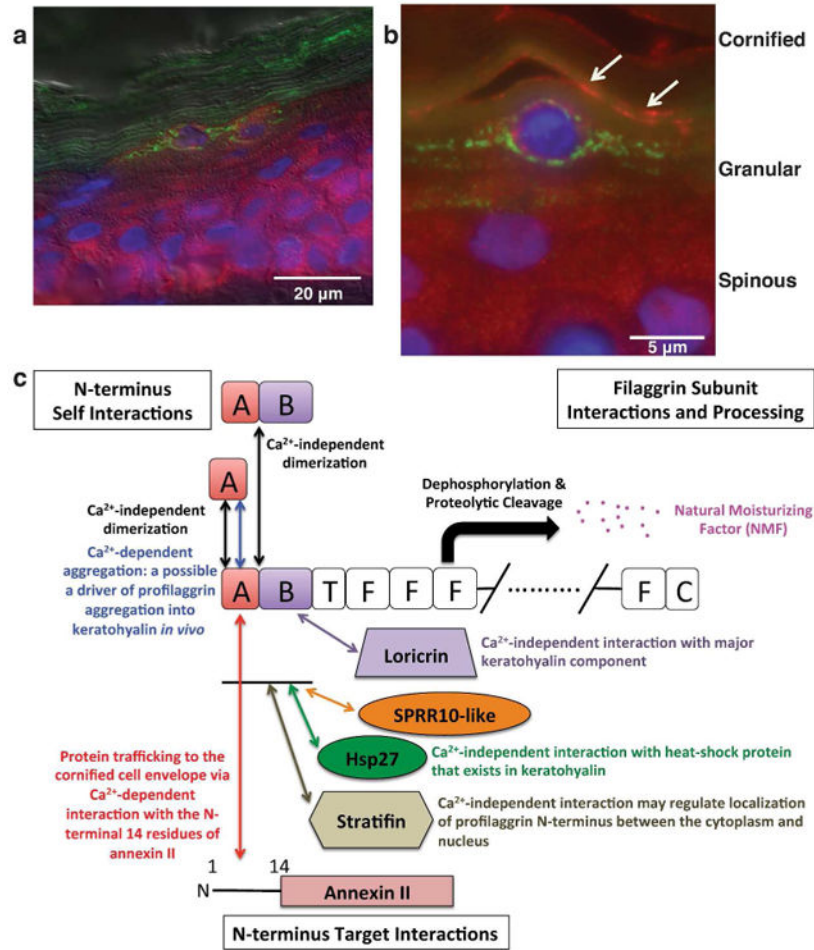 a
20 µm
b
Cornified
Granular
Spinous
5 µm
c
N-terminus
Self Interactions
Filaggrin Subunit
Interactions and Processing
A B
Ca²⁺-independent
dimerization
A
Ca²⁺-independent
dimerization
Ca²⁺-dependent
aggregation: a possible
a driver of profilaggrin
aggregation into
keratohyalin in vivo
Dephosphorylation &
Proteolytic Cleavage
Natural Moisturizing
Factor (NMF)
A B T F F F F C
Loricrin
Ca²⁺-independent interaction with major
keratohyalin component
SPRR10-like
Hsp27
Ca²⁺-independent interaction with heat-shock protein
that exists in keratohyalin
Stratifin
Ca²⁺-independent interaction may regulate localization
of profilaggrin N-terminus between the cytoplasm and
nucleus
Protein trafficking to the
cornified cell envelope via
Ca²⁺-dependent
interaction with the N-
terminal 14 residues of
annexin II
1 14
N
Annexin II
N-terminus Target Interactions